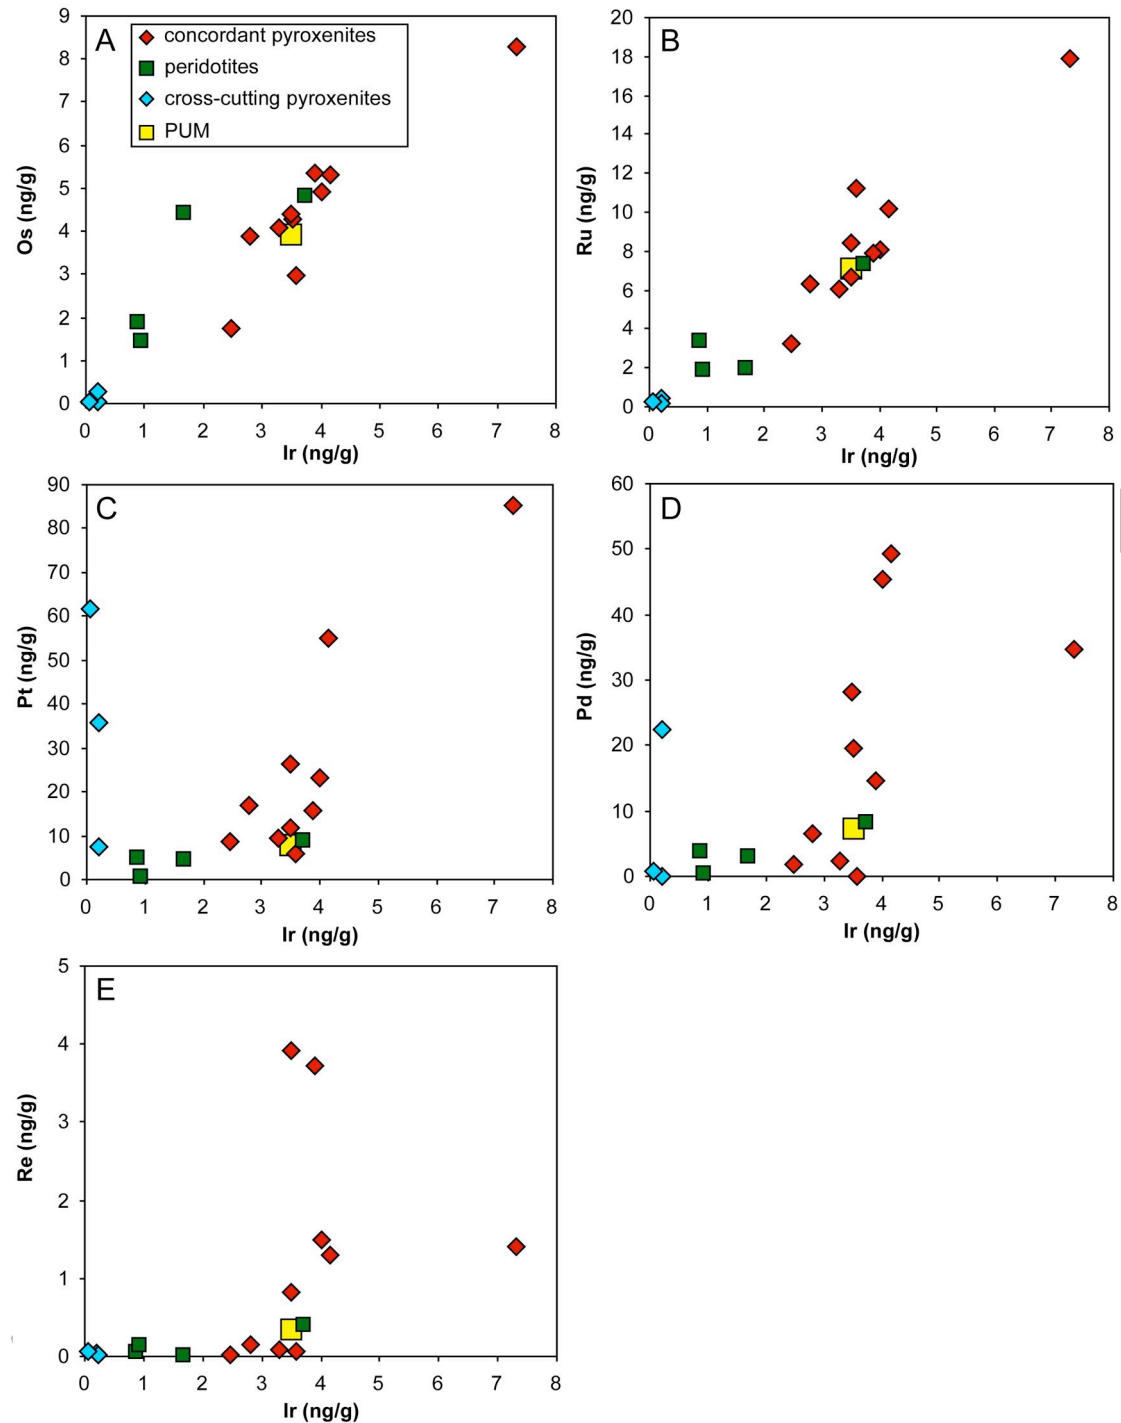 A
concordant pyroxenites
peridotites
cross-cutting pyroxenites
PUM
9
8
7
6
5
4
3
2
1
0
Os (ng/g)
0 1 2 3 4 5 6 7 8
Ir (ng/g)
B
20
18
16
14
12
10
8
6
4
2
0
Ru (ng/g)
0 1 2 3 4 5 6 7 8
Ir (ng/g)
C
90
80
70
60
50
40
30
20
10
0
Pt (ng/g)
0 1 2 3 4 5 6 7 8
Ir (ng/g)
D
60
50
40
30
20
10
0
Pd (ng/g)
0 1 2 3 4 5 6 7 8
Ir (ng/g)
E
5
4
3
2
1
0
Re (ng/g)
0 1 2 3 4 5 6 7 8
Ir (ng/g)